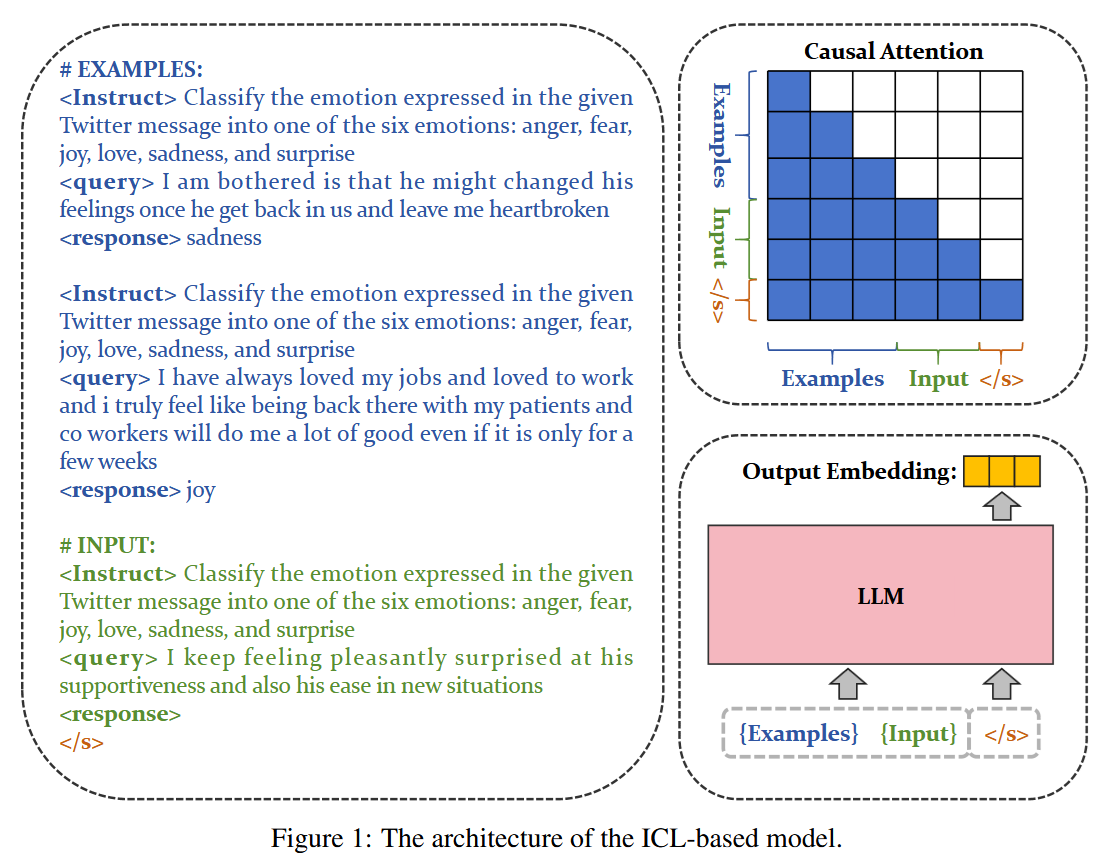 # EXAMPLES:
<Instruct> Classify the emotion expressed in the given
Twitter message into one of the six emotions: anger, fear,
joy, love, sadness, and surprise
<query> I am bothered is that he might changed his
feelings once he get back in us and leave me heartbroken
<response> sadness
<Instruct> Classify the emotion expressed in the given
Twitter message into one of the six emotions: anger, fear,
joy, love, sadness, and surprise
<query> I have always loved my jobs and loved to work
and i truly feel like being back there with my patients and
co workers will do me a lot of good even if it is only for a
few weeks
<response> joy
# INPUT:
<Instruct> Classify the emotion expressed in the given
Twitter message into one of the six emotions: anger, fear,
joy, love, sadness, and surprise
<query> I keep feeling pleasantly surprised at his
supportiveness and also his ease in new situations
<response>
</s>
Causal Attention
Examples
Input
</s>
Examples Input </s>
Output Embedding:
LLM
{Examples} {Input} </s>
Figure 1: The architecture of the ICL-based model.